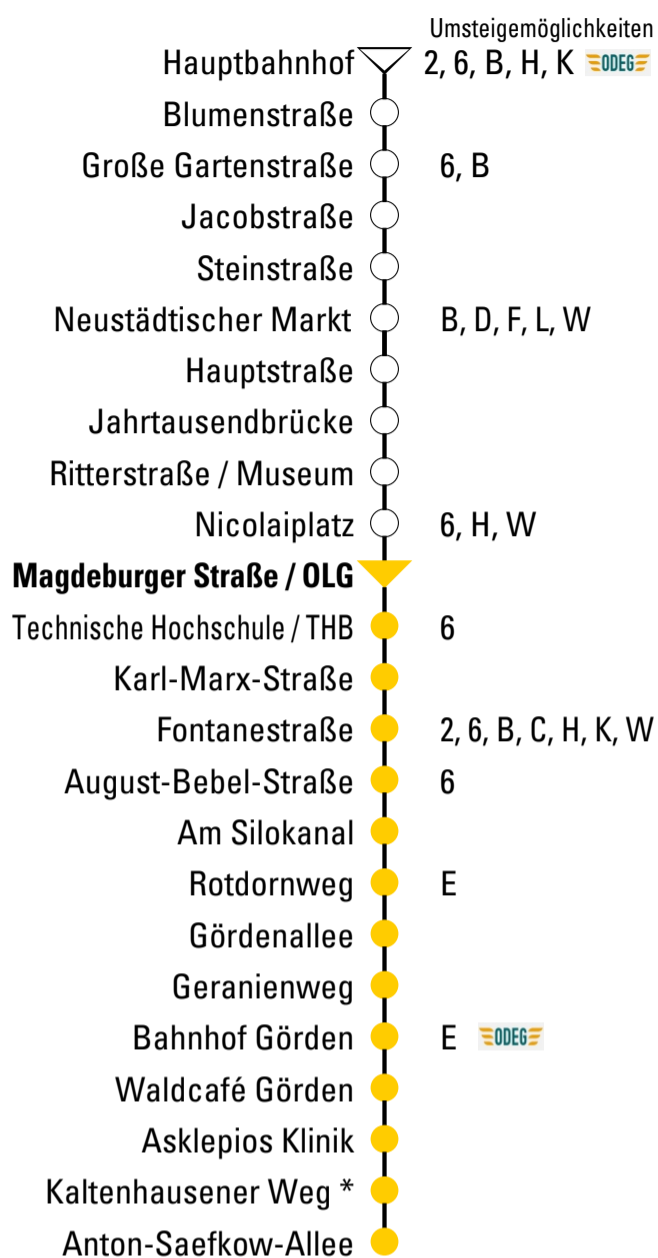 Umsteigemöglichkeiten
Hauptbahnhof 2, 6, B, H, K ODEG
Blumenstraße
Große Gartenstraße 6, B
Jacobstraße
Steinstraße
Neustädtischer Markt B, D, F, L, W
Hauptstraße
Jahrtausendbrücke
Ritterstraße / Museum
Nicolaiplatz 6, H, W
Magdeburger Straße / OLG
Technische Hochschule / THB 6
Karl-Marx-Straße
Fontanestraße 2, 6, B, C, H, K, W
August-Bebel-Straße 6
Am Silokanal
Rotdornweg E
Gördenallee
Geranienweg
Bahnhof Görden E ODEG
Waldcafé Görden
Asklepios Klinik
Kaltenhausener Weg *
Anton-Saefkow-Allee